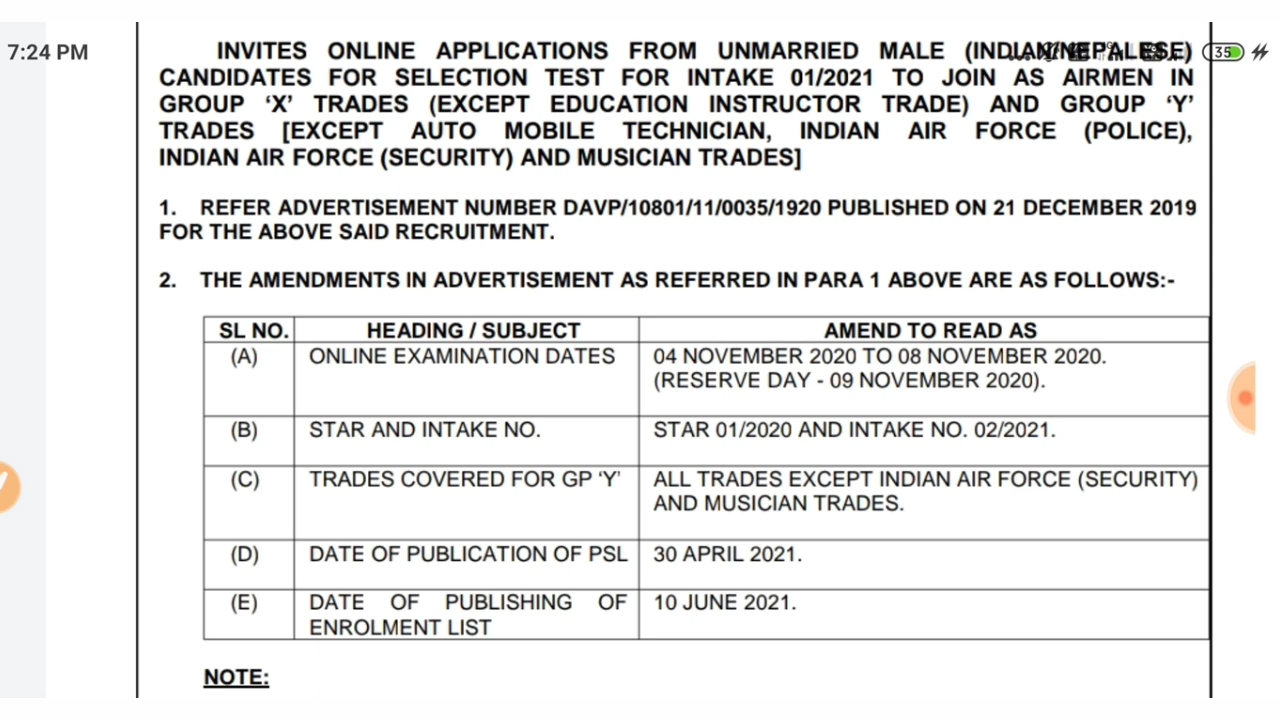 7:24 PM
35
INVITES ONLINE APPLICATIONS FROM UNMARRIED MALE (INDIAN/NEPALESE)
CANDIDATES FOR SELECTION TEST FOR INTAKE 01/2021 TO JOIN AS AIRMEN IN
GROUP ‘X’ TRADES (EXCEPT EDUCATION INSTRUCTOR TRADE) AND GROUP ‘Y’
TRADES [EXCEPT AUTO MOBILE TECHNICIAN, INDIAN AIR FORCE (POLICE),
INDIAN AIR FORCE (SECURITY) AND MUSICIAN TRADES]
1. REFER ADVERTISEMENT NUMBER DAVP/10801/11/0035/1920 PUBLISHED ON 21 DECEMBER 2019
FOR THE ABOVE SAID RECRUITMENT.
2. THE AMENDMENTS IN ADVERTISEMENT AS REFERRED IN PARA 1 ABOVE ARE AS FOLLOWS:-
SL NO. HEADING / SUBJECT AMEND TO READ AS
(A) ONLINE EXAMINATION DATES 04 NOVEMBER 2020 TO 08 NOVEMBER 2020.
(RESERVE DAY - 09 NOVEMBER 2020).
(B) STAR AND INTAKE NO. STAR 01/2020 AND INTAKE NO. 02/2021.
(C) TRADES COVERED FOR GP ‘Y’ ALL TRADES EXCEPT INDIAN AIR FORCE (SECURITY)
AND MUSICIAN TRADES.
(D) DATE OF PUBLICATION OF PSL 30 APRIL 2021.
(E) DATE OF PUBLISHING OF 10 JUNE 2021.
ENROLMENT LIST
NOTE: